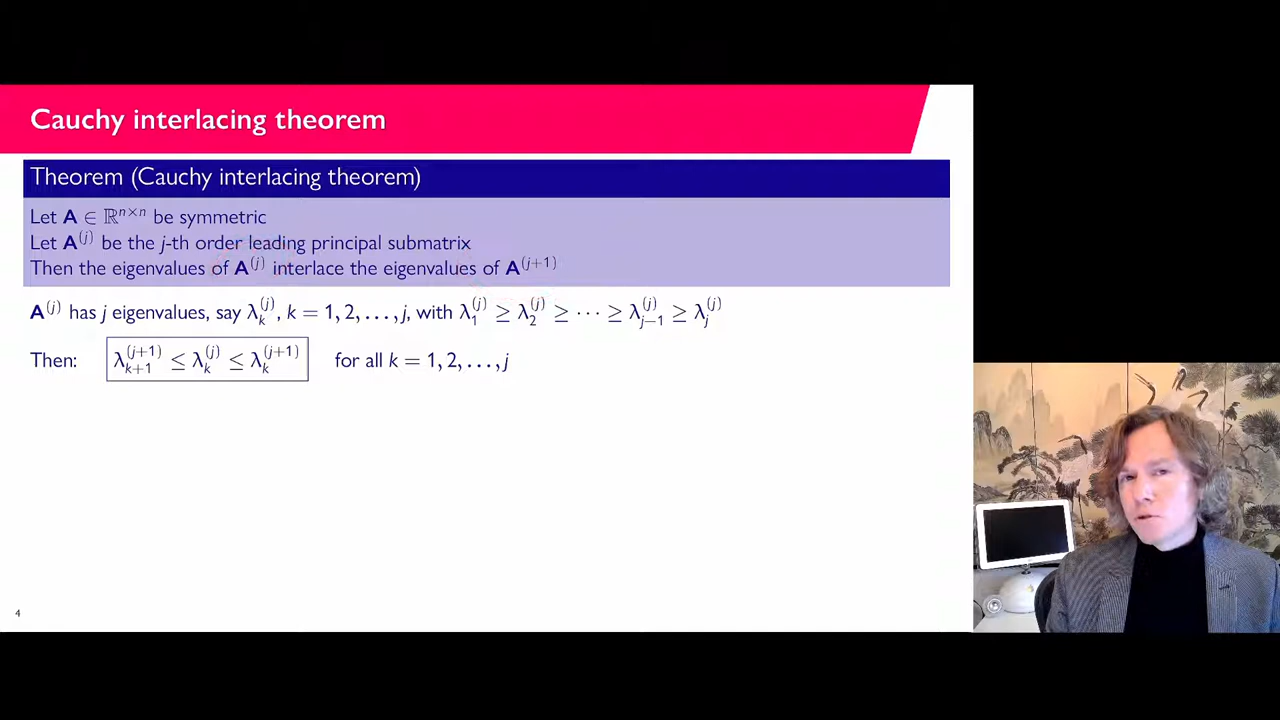 Cauchy interlacing theorem
Theorem (Cauchy interlacing theorem)
Let A ∈ ℝⁿˣⁿ be symmetric
Let A⁽ʲ⁾ be the j-th order leading principal submatrix
Then the eigenvalues of A⁽ʲ⁾ interlace the eigenvalues of A⁽ʲ⁺¹⁾
A⁽ʲ⁾ has j eigenvalues, say λ_k^{(j)}, k = 1, 2, . . . , j, with λ_1^{(j)} ≥ λ_2^{(j)} ≥ · · · ≥ λ_{j−1}^{(j)} ≥ λ_j^{(j)}
Then: λ_{k+1}^{(j+1)} ≤ λ_k^{(j)} ≤ λ_k^{(j+1)} for all k = 1, 2, . . . , j
4